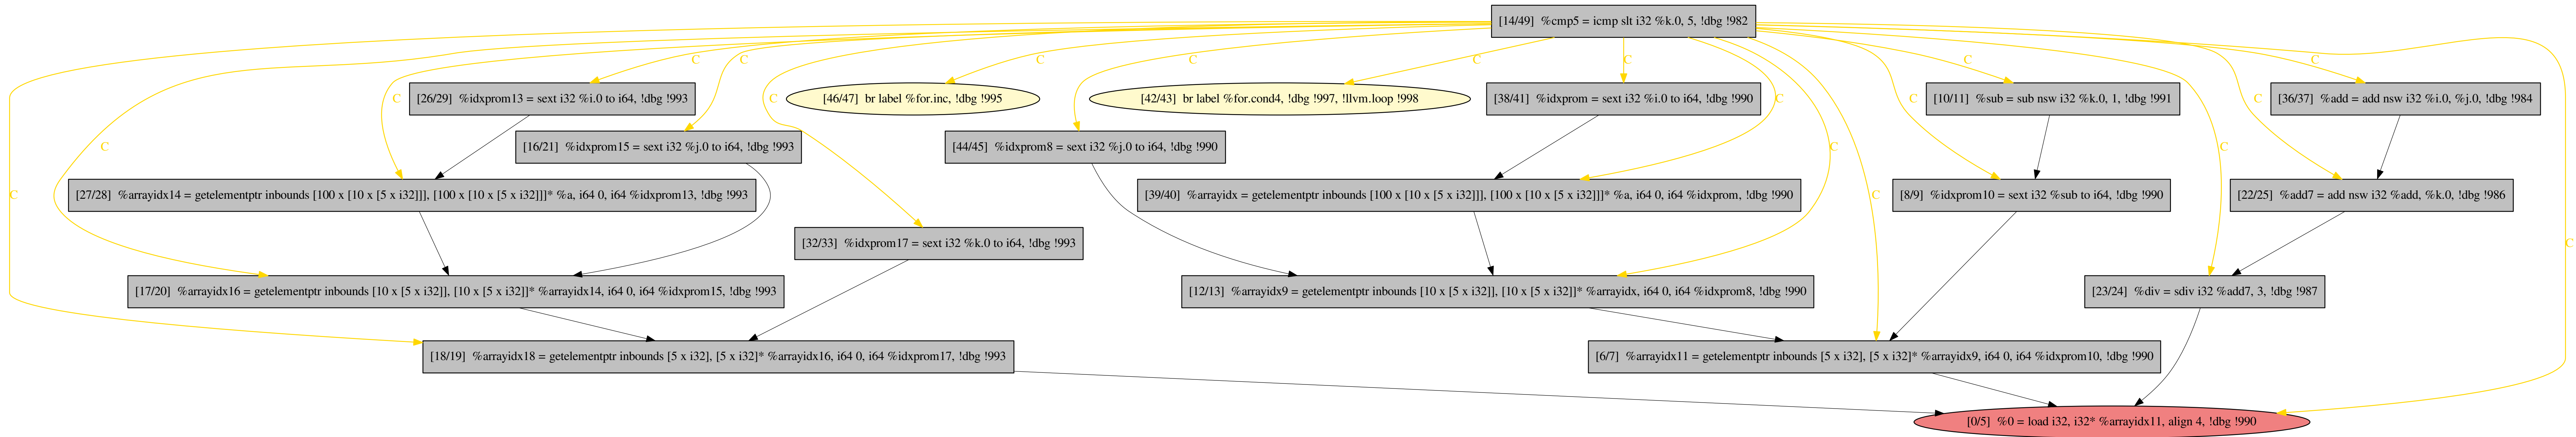 [14/49] %cmp5 = icmp slt i32 %k.0, 5, !dbg !982
C
C
C
C
C
C
C
C
[26/29] %idxprom13 = sext i32 %i.0 to i64, !dbg !993
C
C
[46/47] br label %for.inc, !dbg !995
[42/43] br label %for.cond4, !dbg !997, !llvm.loop !998
[38/41] %idxprom = sext i32 %i.0 to i64, !dbg !990
C
C
[10/11] %sub = sub nsw i32 %k.0, 1, !dbg !991
C
[36/37] %add = add nsw i32 %i.0, %j.0, !dbg !984
C
[16/21] %idxprom15 = sext i32 %j.0 to i64, !dbg !993
[44/45] %idxprom8 = sext i32 %j.0 to i64, !dbg !990
C
C
C
[27/28] %arrayidx14 = getelementptr inbounds [100 x [10 x [5 x i32]]], [100 x [10 x [5 x i32]]]* %a, i64 0, i64 %idxprom13, !dbg !993
[39/40] %arrayidx = getelementptr inbounds [100 x [10 x [5 x i32]]], [100 x [10 x [5 x i32]]]* %a, i64 0, i64 %idxprom, !dbg !990
C
[8/9] %idxprom10 = sext i32 %sub to i64, !dbg !990
[22/25] %add7 = add nsw i32 %add, %k.0, !dbg !986
C
[32/33] %idxprom17 = sext i32 %k.0 to i64, !dbg !993
C
[17/20] %arrayidx16 = getelementptr inbounds [10 x [5 x i32]], [10 x [5 x i32]]* %arrayidx14, i64 0, i64 %idxprom15, !dbg !993
[12/13] %arrayidx9 = getelementptr inbounds [10 x [5 x i32]], [10 x [5 x i32]]* %arrayidx, i64 0, i64 %idxprom8, !dbg !990
[23/24] %div = sdiv i32 %add7, 3, !dbg !987
[18/19] %arrayidx18 = getelementptr inbounds [5 x i32], [5 x i32]* %arrayidx16, i64 0, i64 %idxprom17, !dbg !993
[6/7] %arrayidx11 = getelementptr inbounds [5 x i32], [5 x i32]* %arrayidx9, i64 0, i64 %idxprom10, !dbg !990
[0/5] %0 = load i32, i32* %arrayidx11, align 4, !dbg !990